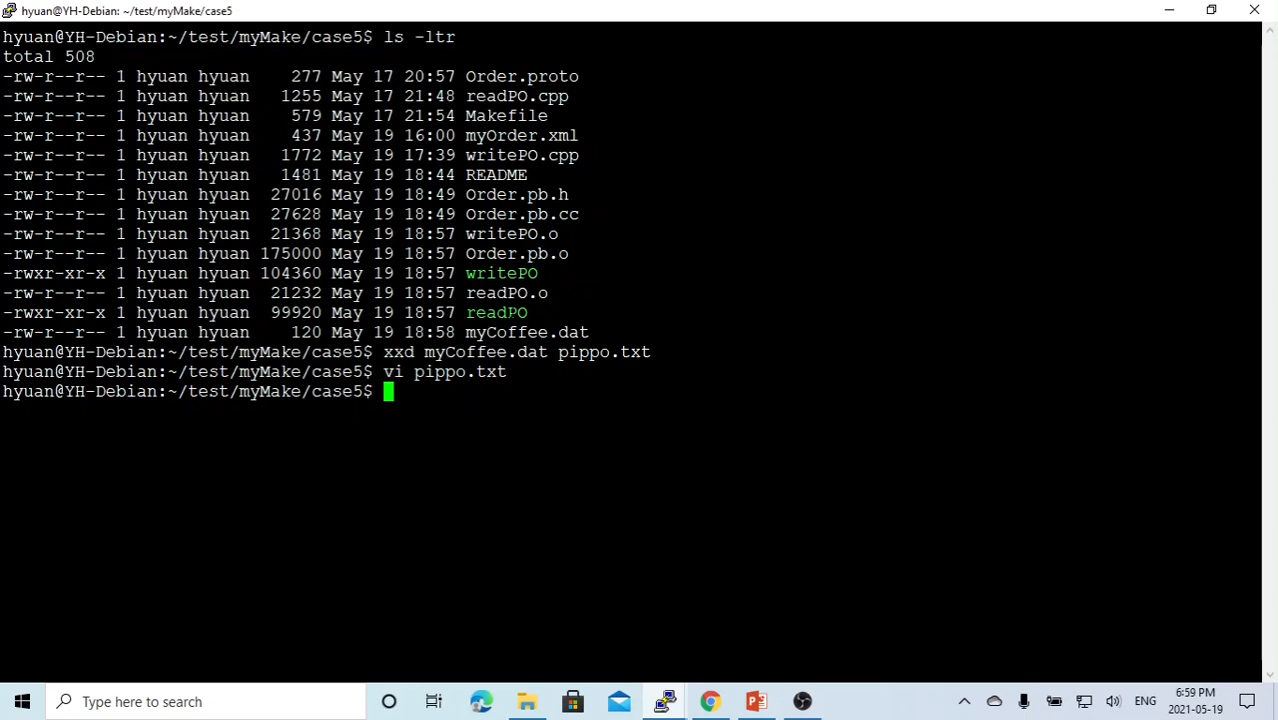 hyuan@YH-Debian: ~/test/myMake/case5
hyuan@YH-Debian:~/test/myMake/case5$ ls -ltr
total 508
-rw-r--r-- 1 hyuan hyuan    277 May 17 20:57 Order.proto
-rw-r--r-- 1 hyuan hyuan   1255 May 17 21:48 readPO.cpp
-rw-r--r-- 1 hyuan hyuan    579 May 17 21:54 Makefile
-rw-r--r-- 1 hyuan hyuan    437 May 19 16:00 myOrder.xml
-rw-r--r-- 1 hyuan hyuan   1772 May 19 17:39 writePO.cpp
-rw-r--r-- 1 hyuan hyuan   1481 May 19 18:44 README
-rw-r--r-- 1 hyuan hyuan  27016 May 19 18:49 Order.pb.h
-rw-r--r-- 1 hyuan hyuan  27628 May 19 18:49 Order.pb.cc
-rw-r--r-- 1 hyuan hyuan  21368 May 19 18:57 writePO.o
-rw-r--r-- 1 hyuan hyuan 175000 May 19 18:57 Order.pb.o
-rwxr-xr-x 1 hyuan hyuan 104360 May 19 18:57 writePO
-rw-r--r-- 1 hyuan hyuan  21232 May 19 18:57 readPO.o
-rwxr-xr-x 1 hyuan hyuan  99920 May 19 18:57 readPO
-rw-r--r-- 1 hyuan hyuan    120 May 19 18:58 myCoffee.dat
hyuan@YH-Debian:~/test/myMake/case5$ xxd myCoffee.dat pippo.txt
hyuan@YH-Debian:~/test/myMake/case5$ vi pippo.txt
hyuan@YH-Debian:~/test/myMake/case5$
Type here to search
ENG
6:59 PM
2021-05-19